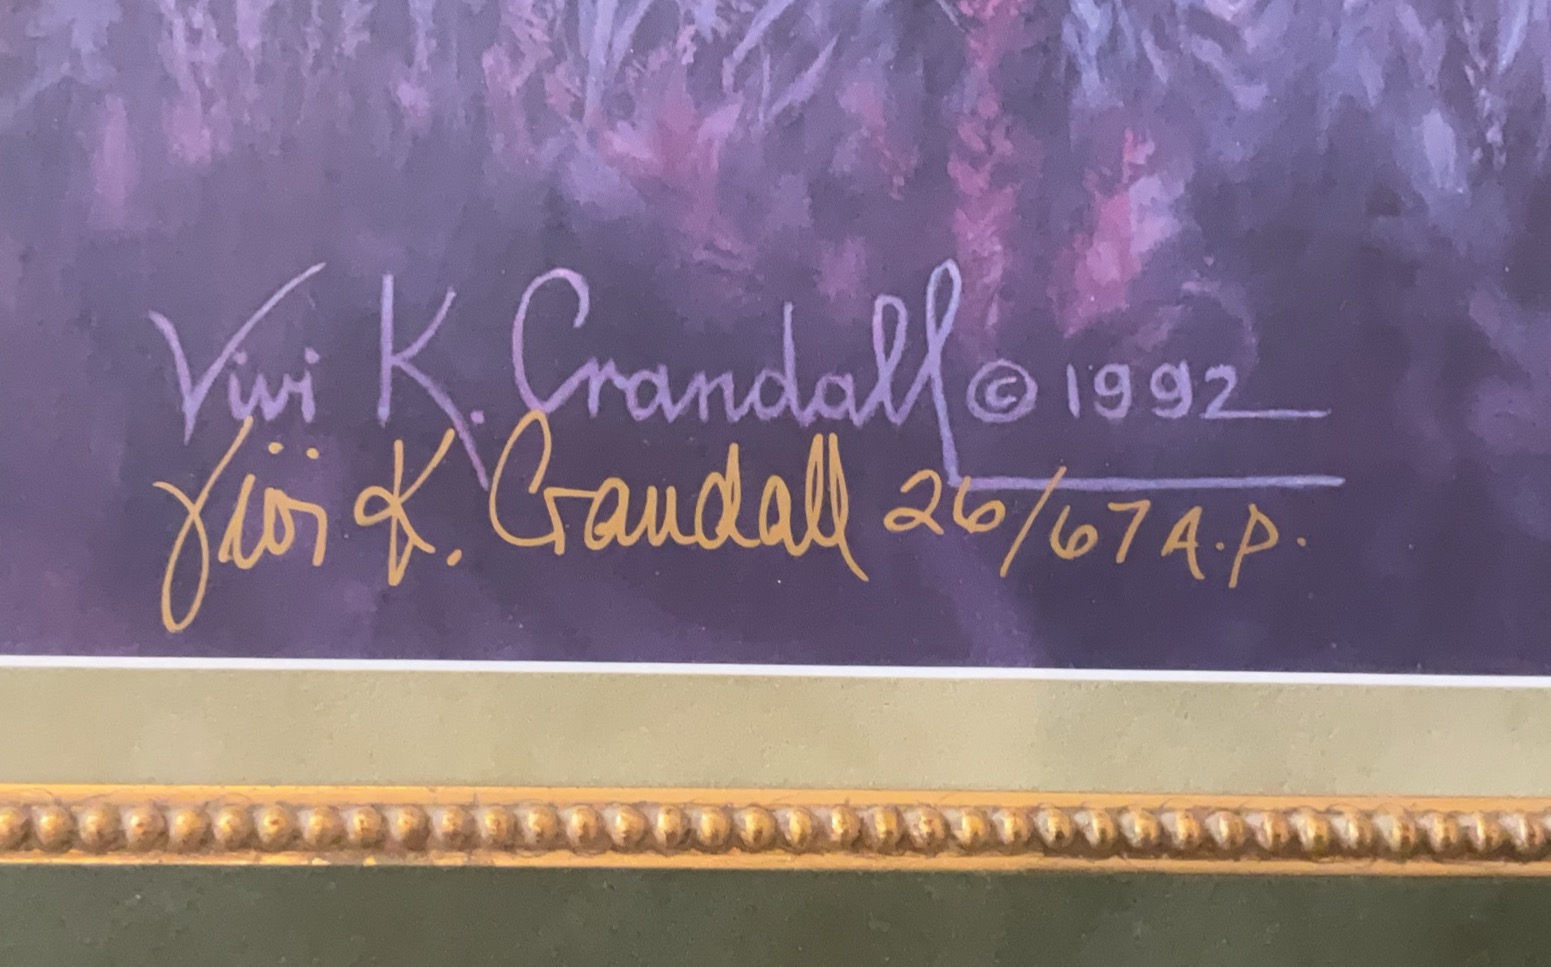 Vivi K. Crandall © 1992
Vivi K. Crandall 26/67 A.P.